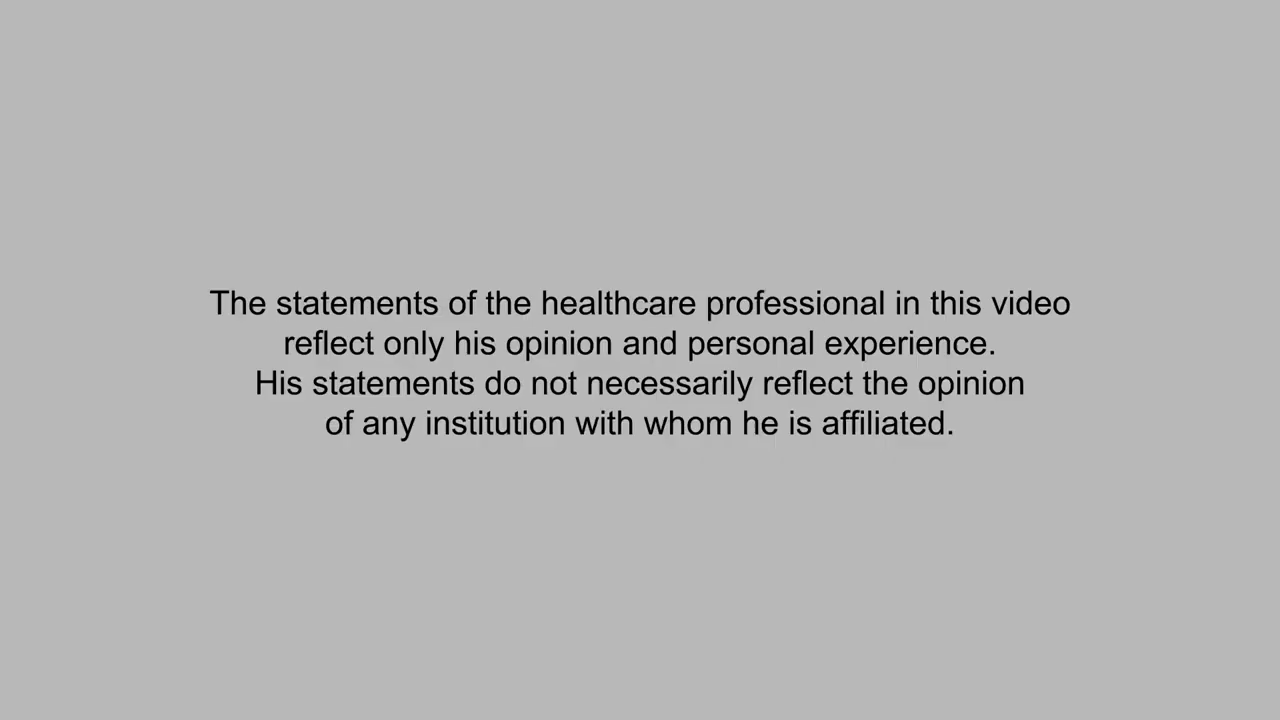 The statements of the healthcare professional in this video
reflect only his opinion and personal experience.
His statements do not necessarily reflect the opinion
of any institution with whom he is affiliated.